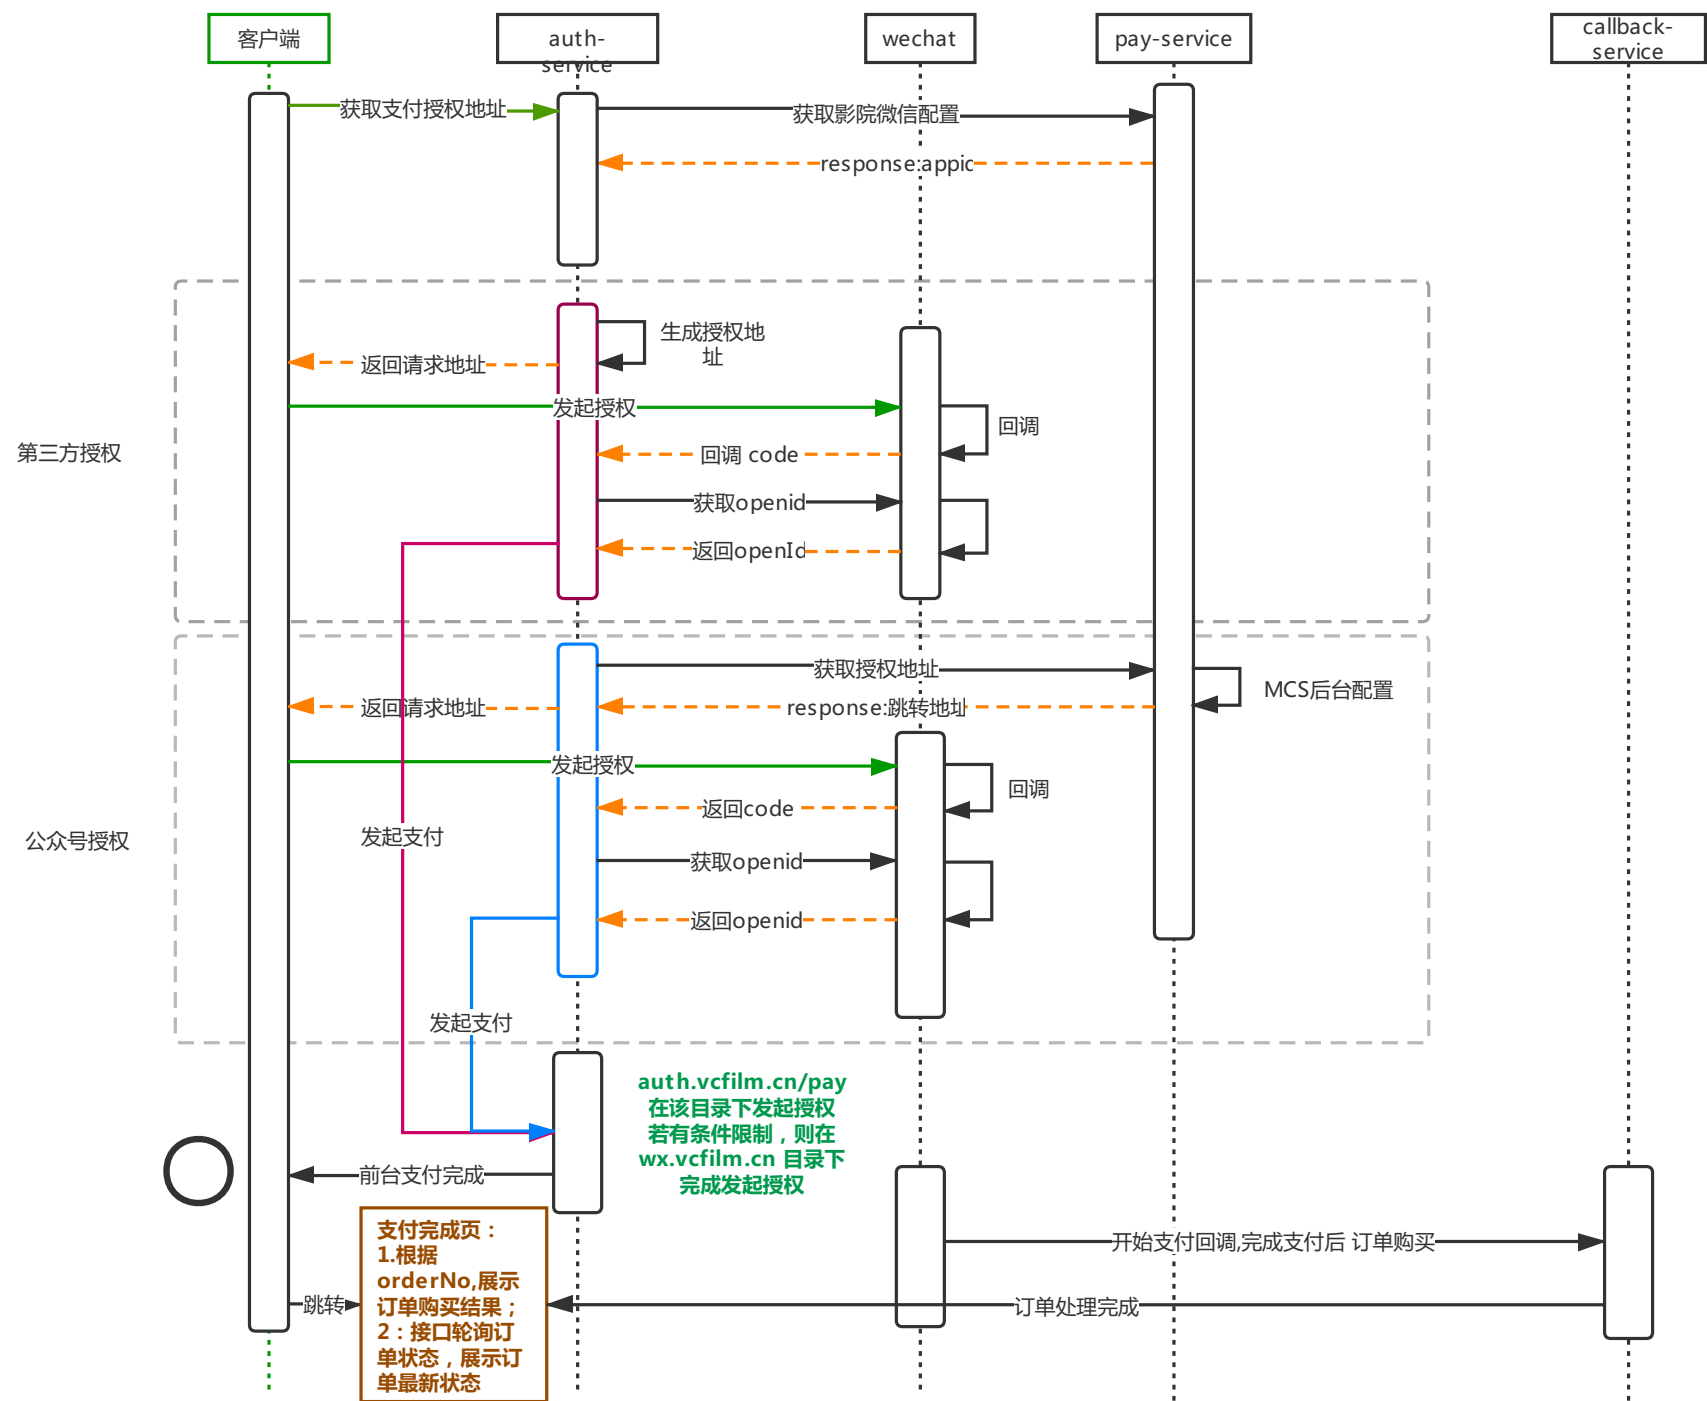 客户端
auth-
service
wechat
pay-service
callback-
service
获取支付授权地址
获取影院微信配置
response:appid
生成授权地
址
返回请求地址
发起授权
回调
第三方授权
回调 code
获取openid
返回openId
获取授权地址
MCS后台配置
返回请求地址
response:跳转地址
发起授权
回调
返回code
发起支付
公众号授权
获取openid
返回openid
发起支付
auth.vcfilm.cn/pay
在该目录下发起授权
若有条件限制，则在
wx.vcfilm.cn 目录下
完成发起授权
前台支付完成
支付完成页：
1.根据
orderNo,展示
订单购买结果；
2：接口轮询订
单状态，展示订
单最新状态
开始支付回调,完成支付后 订单购买
跳转
订单处理完成